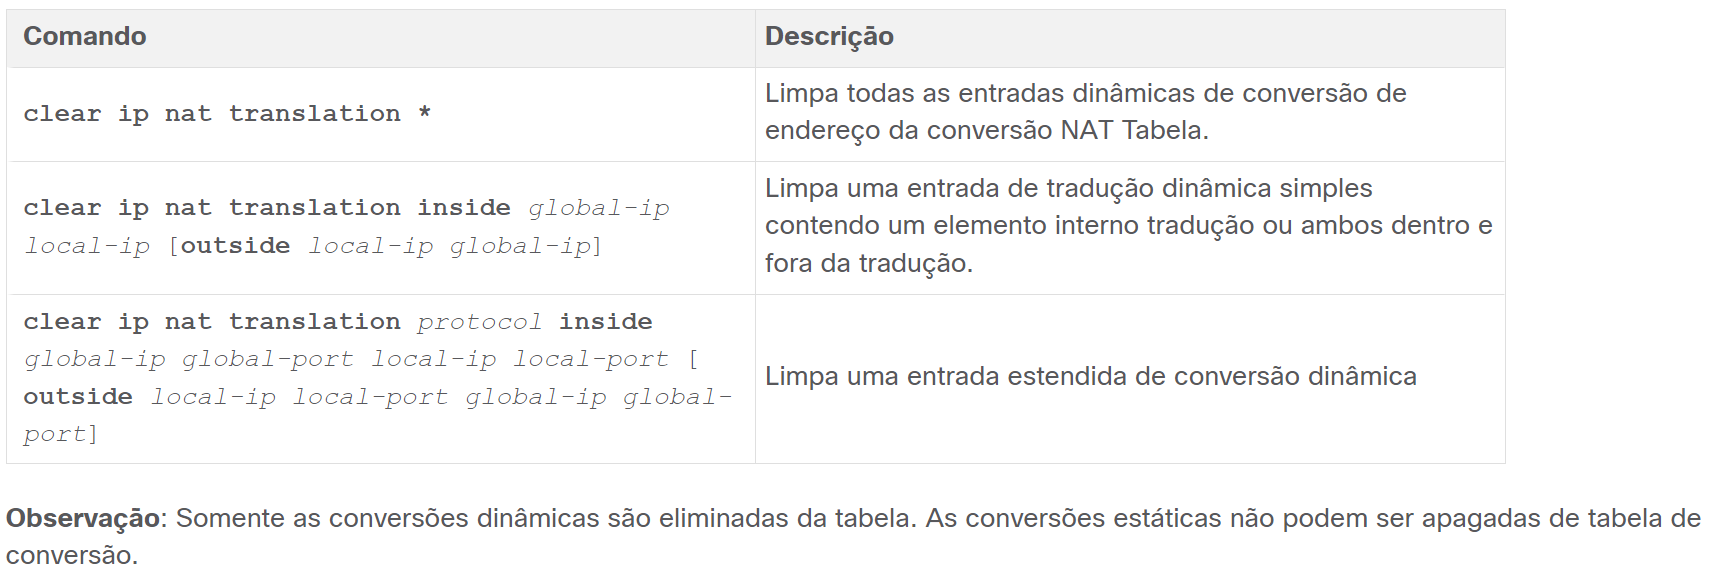 Comando
Descrição
clear ip nat translation *
Limpa todas as entradas dinâmicas de conversão de
endereço da conversão NAT Tabela.
clear ip nat translation inside global-ip
local-ip [outside local-ip global-ip]
Limpa uma entrada de tradução dinâmica simples
contendo um elemento interno tradução ou ambos dentro e
fora da tradução.
clear ip nat translation protocol inside
global-ip global-port local-ip local-port [
outside local-ip local-port global-ip global-
port]
Limpa uma entrada estendida de conversão dinâmica
Observação: Somente as conversões dinâmicas são eliminadas da tabela. As conversões estáticas não podem ser apagadas de tabela de
conversão.